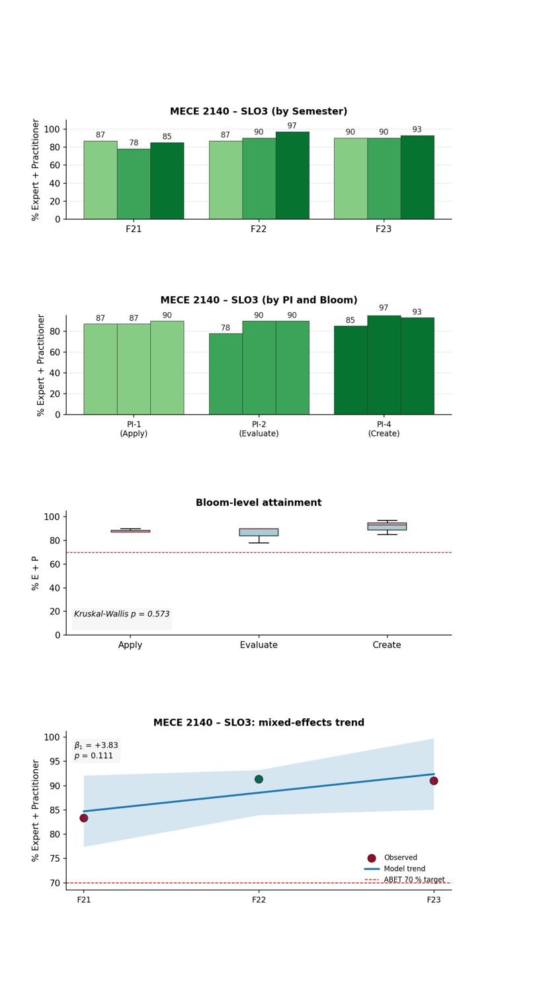 MECE 2140 – SLO3 (by Semester)
% Expert + Practitioner
100
80
60
40
20
0
87
78
85
87
90
97
90
90
93
F21
F22
F23
MECE 2140 – SLO3 (by PI and Bloom)
% Expert + Practitioner
80
60
40
20
0
87
87
90
78
90
90
85
97
93
PI-1
(Apply)
PI-2
(Evaluate)
PI-4
(Create)
Bloom-level attainment
% E + P
100
80
60
40
20
0
Kruskal-Wallis p = 0.573
Apply
Evaluate
Create
MECE 2140 – SLO3: mixed-effects trend
% Expert + Practitioner
100
95
90
85
80
75
70
β₁ = +3.83
p = 0.111
Observed
Model trend
ABET 70 % target
F21
F22
F23